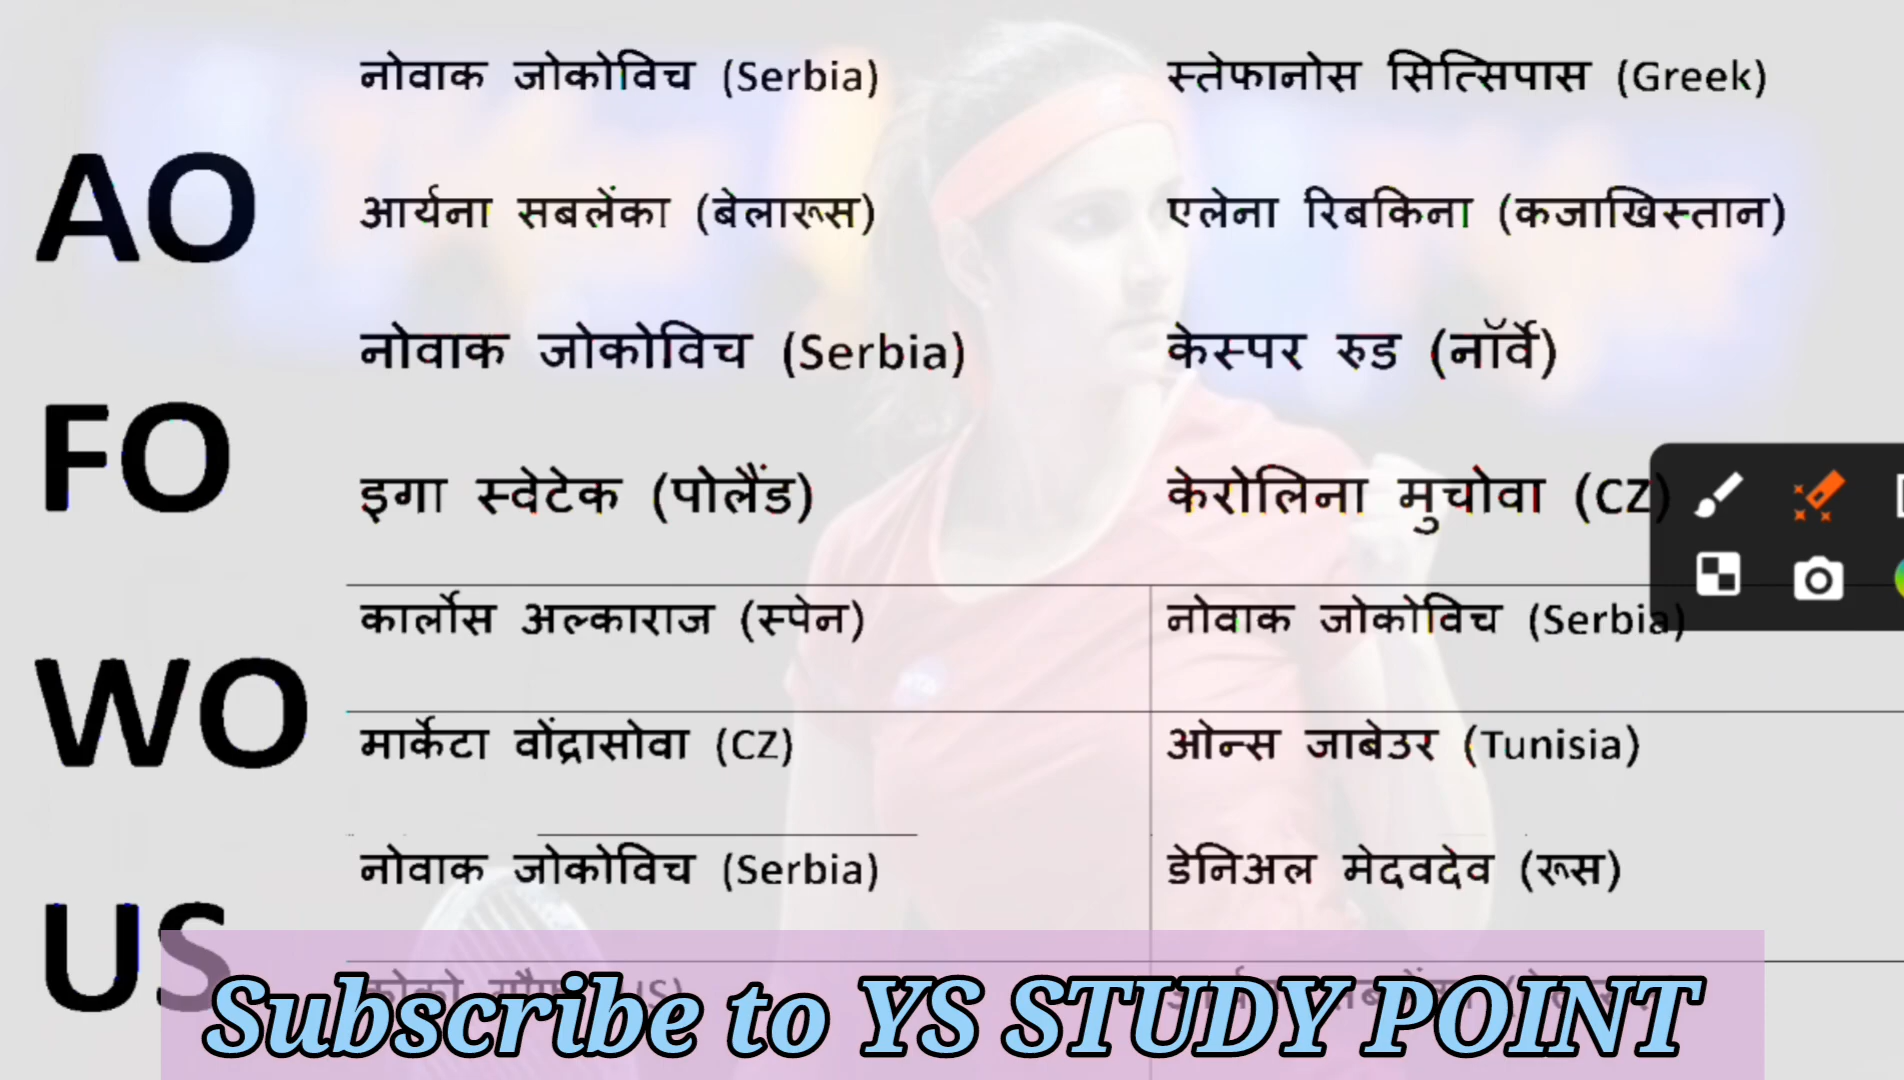 नोवाक जोकोविच (Serbia) स्तेफानोस सित्सिपास (Greek)
AO
आर्यना सबलेंका (बेलारूस) एलेना रिबकिना (कजाखिस्तान)
नोवाक जोकोविच (Serbia) केस्पर रुड (नॉर्वे)
FO
इगा स्वेटेक (पोलैंड) केरोलिना मुचोवा (CZ)
कार्लोस अल्काराज (स्पेन) नोवाक जोकोविच (Serbia)
WO
मार्केटा वोंद्रासोवा (CZ) ओन्स जाबेउर (Tunisia)
नोवाक जोकोविच (Serbia) डेनिअल मेदवदेव (रूस)
US
Subscribe to YS STUDY POINT